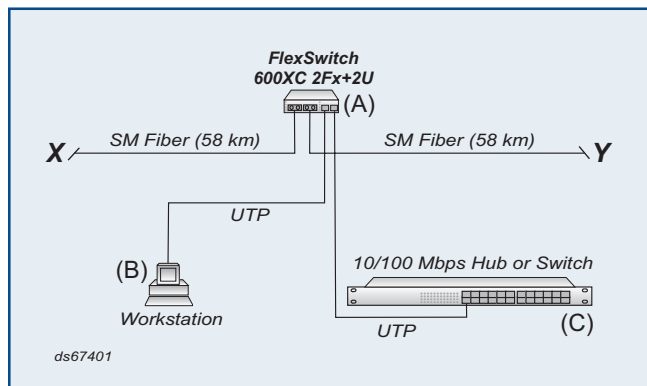 FlexSwitch
600XC 2Fx+2U
(A)
X
SM Fiber (58 km)
SM Fiber (58 km)
Y
UTP
(B)
10/100 Mbps Hub or Switch
Workstation
UTP
(C)
ds67401